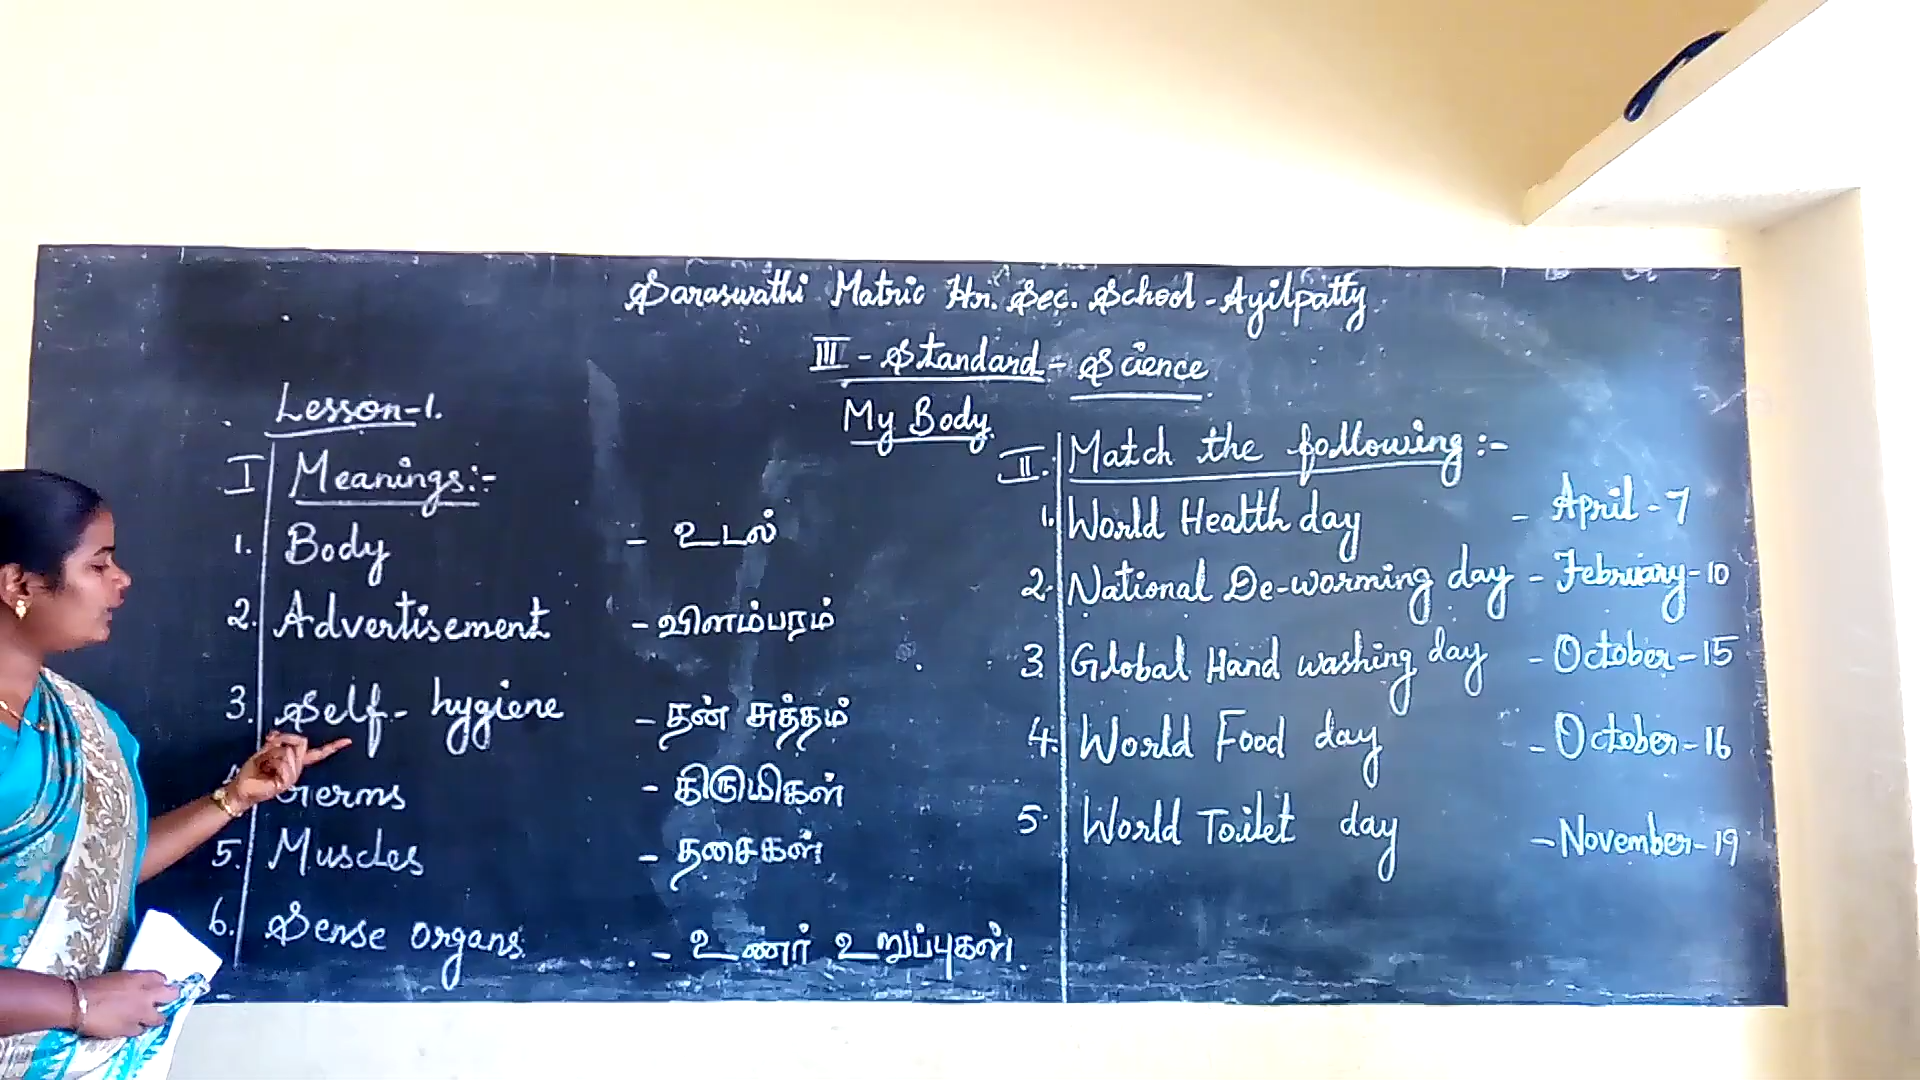 Saraswathi Matric Hr. Sec. School - Ayilpatty
III - Standard - Science
Lesson-1.
My Body
I Meanings:-
1. Body - உடல்
2. Advertisement - விளம்பரம்
3. Self - hygiene - தன் சுத்தம்
Germs - கிருமிகள்
5. Muscles - தசைகள்
6. Sense organs. - உணர் உறுப்புகள்.
II. Match the following :-
1. World Health day - April - 7
2. National De-worming day - February-10
3. Global Hand washing day - October-15
4. World Food day - October-16
5. World Toilet day - November-19